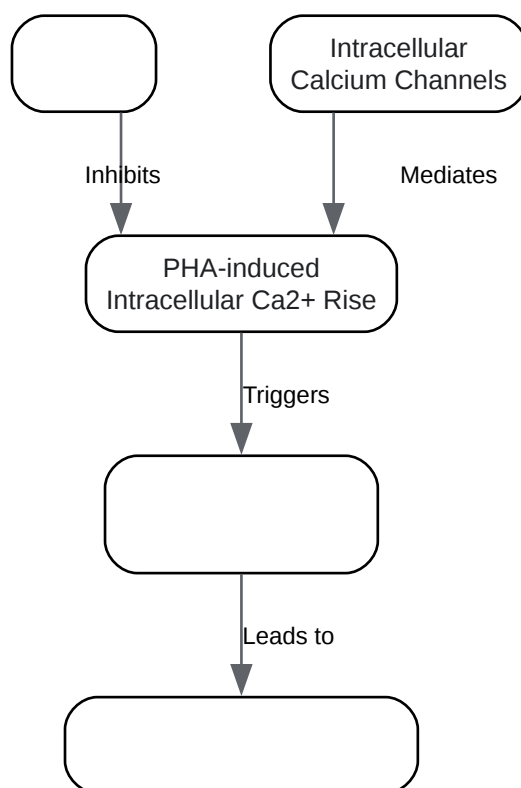 Intracellular
Calcium Channels
Inhibits
Mediates
PHA-induced
Intracellular Ca2+ Rise
Triggers
Leads to